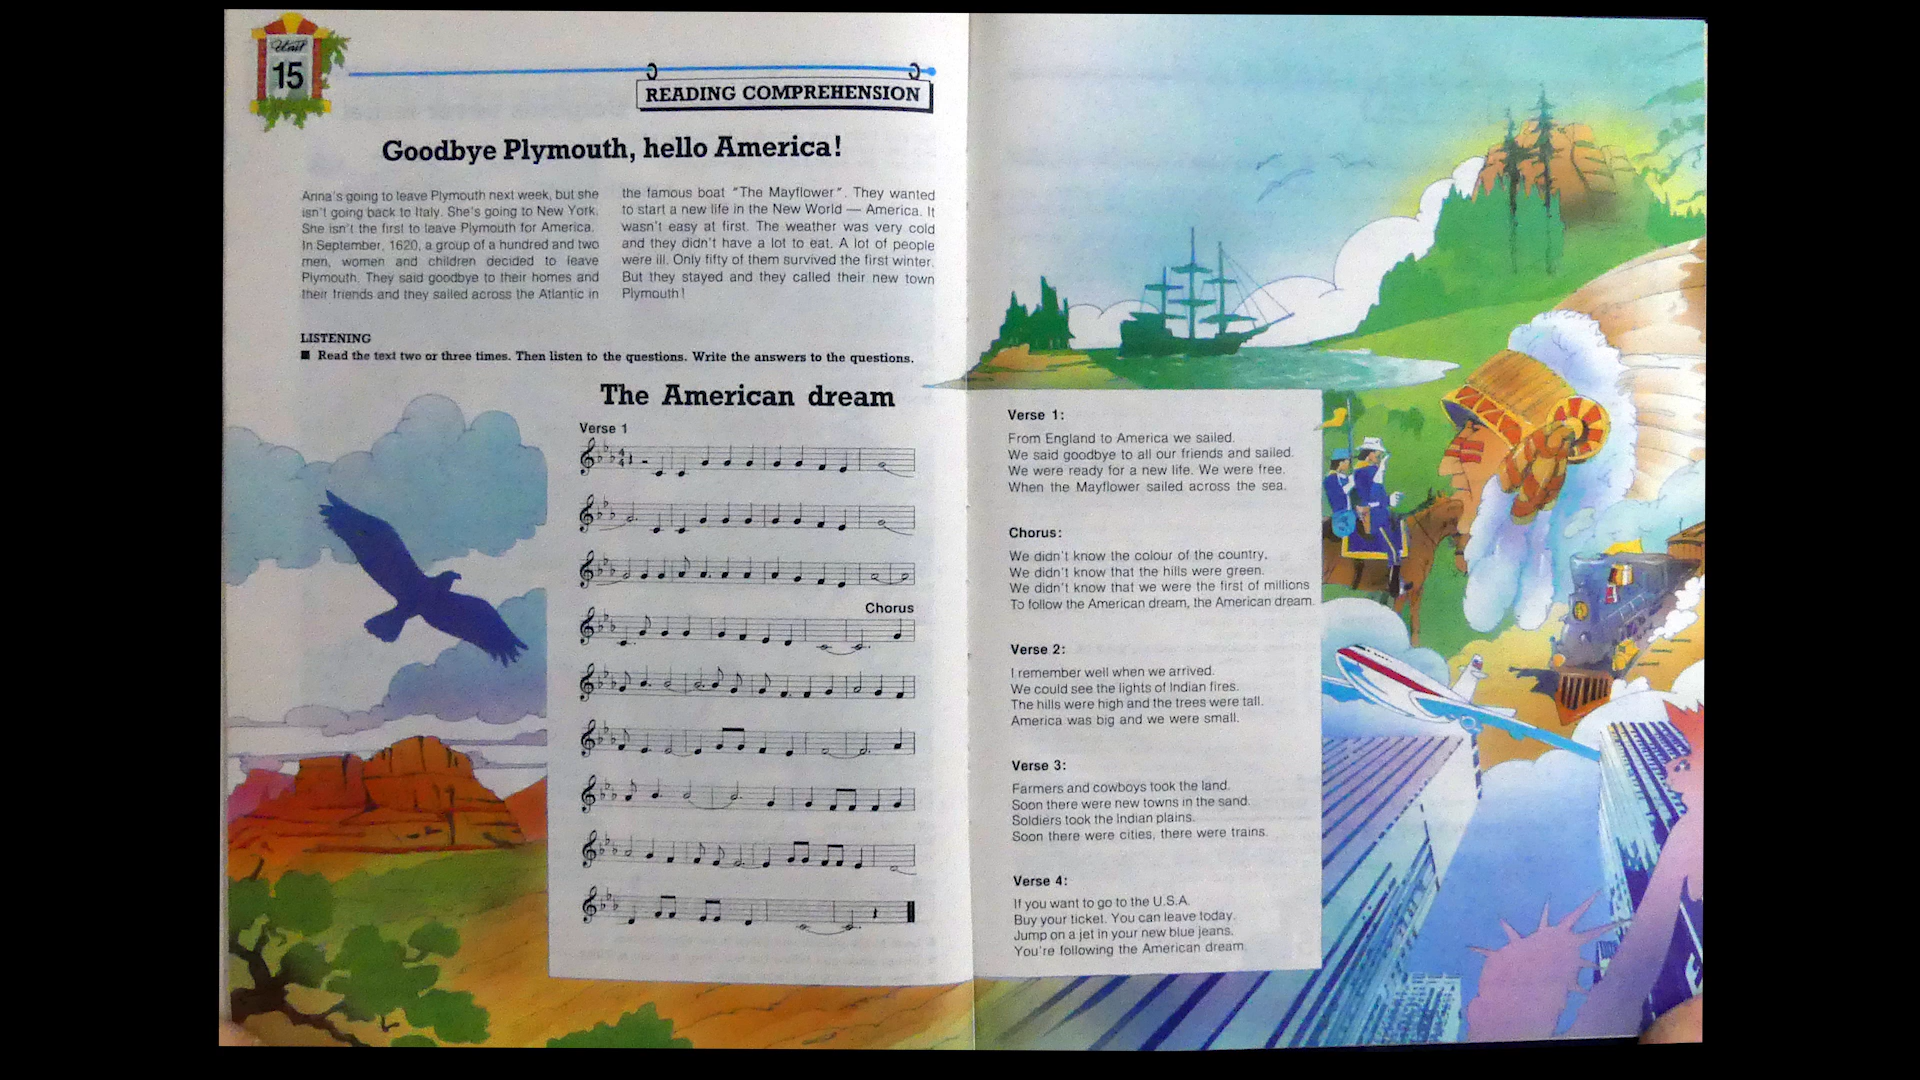 Unit
15
READING COMPREHENSION
Goodbye Plymouth, hello America!
Anna's going to leave Plymouth next week, but she
isn't going back to Italy. She's going to New York.
She isn't the first to leave Plymouth for America.
In September, 1620, a group of a hundred and two
men, women and children decided to leave
Plymouth. They said goodbye to their homes and
their friends and they sailed across the Atlantic in
the famous boat "The Mayflower". They wanted
to start a new life in the New World — America. It
wasn't easy at first. The weather was very cold
and they didn't have a lot to eat. A lot of people
were ill. Only fifty of them survived the first winter.
But they stayed and they called their new town
Plymouth!
LISTENING
■ Read the text two or three times. Then listen to the questions. Write the answers to the questions.
The American dream
Verse 1
Chorus
Verse 1:
From England to America we sailed.
We said goodbye to all our friends and sailed.
We were ready for a new life. We were free.
When the Mayflower sailed across the sea.
Chorus:
We didn't know the colour of the country.
We didn't know that the hills were green.
We didn't know that we were the first of millions
To follow the American dream, the American dream.
Verse 2:
I remember well when we arrived.
We could see the lights of Indian fires.
The hills were high and the trees were tall.
America was big and we were small.
Verse 3:
Farmers and cowboys took the land.
Soon there were new towns in the sand.
Soldiers took the Indian plains.
Soon there were cities, there were trains.
Verse 4:
If you want to go to the U.S.A.
Buy your ticket. You can leave today.
Jump on a jet in your new blue jeans.
You're following the American dream.